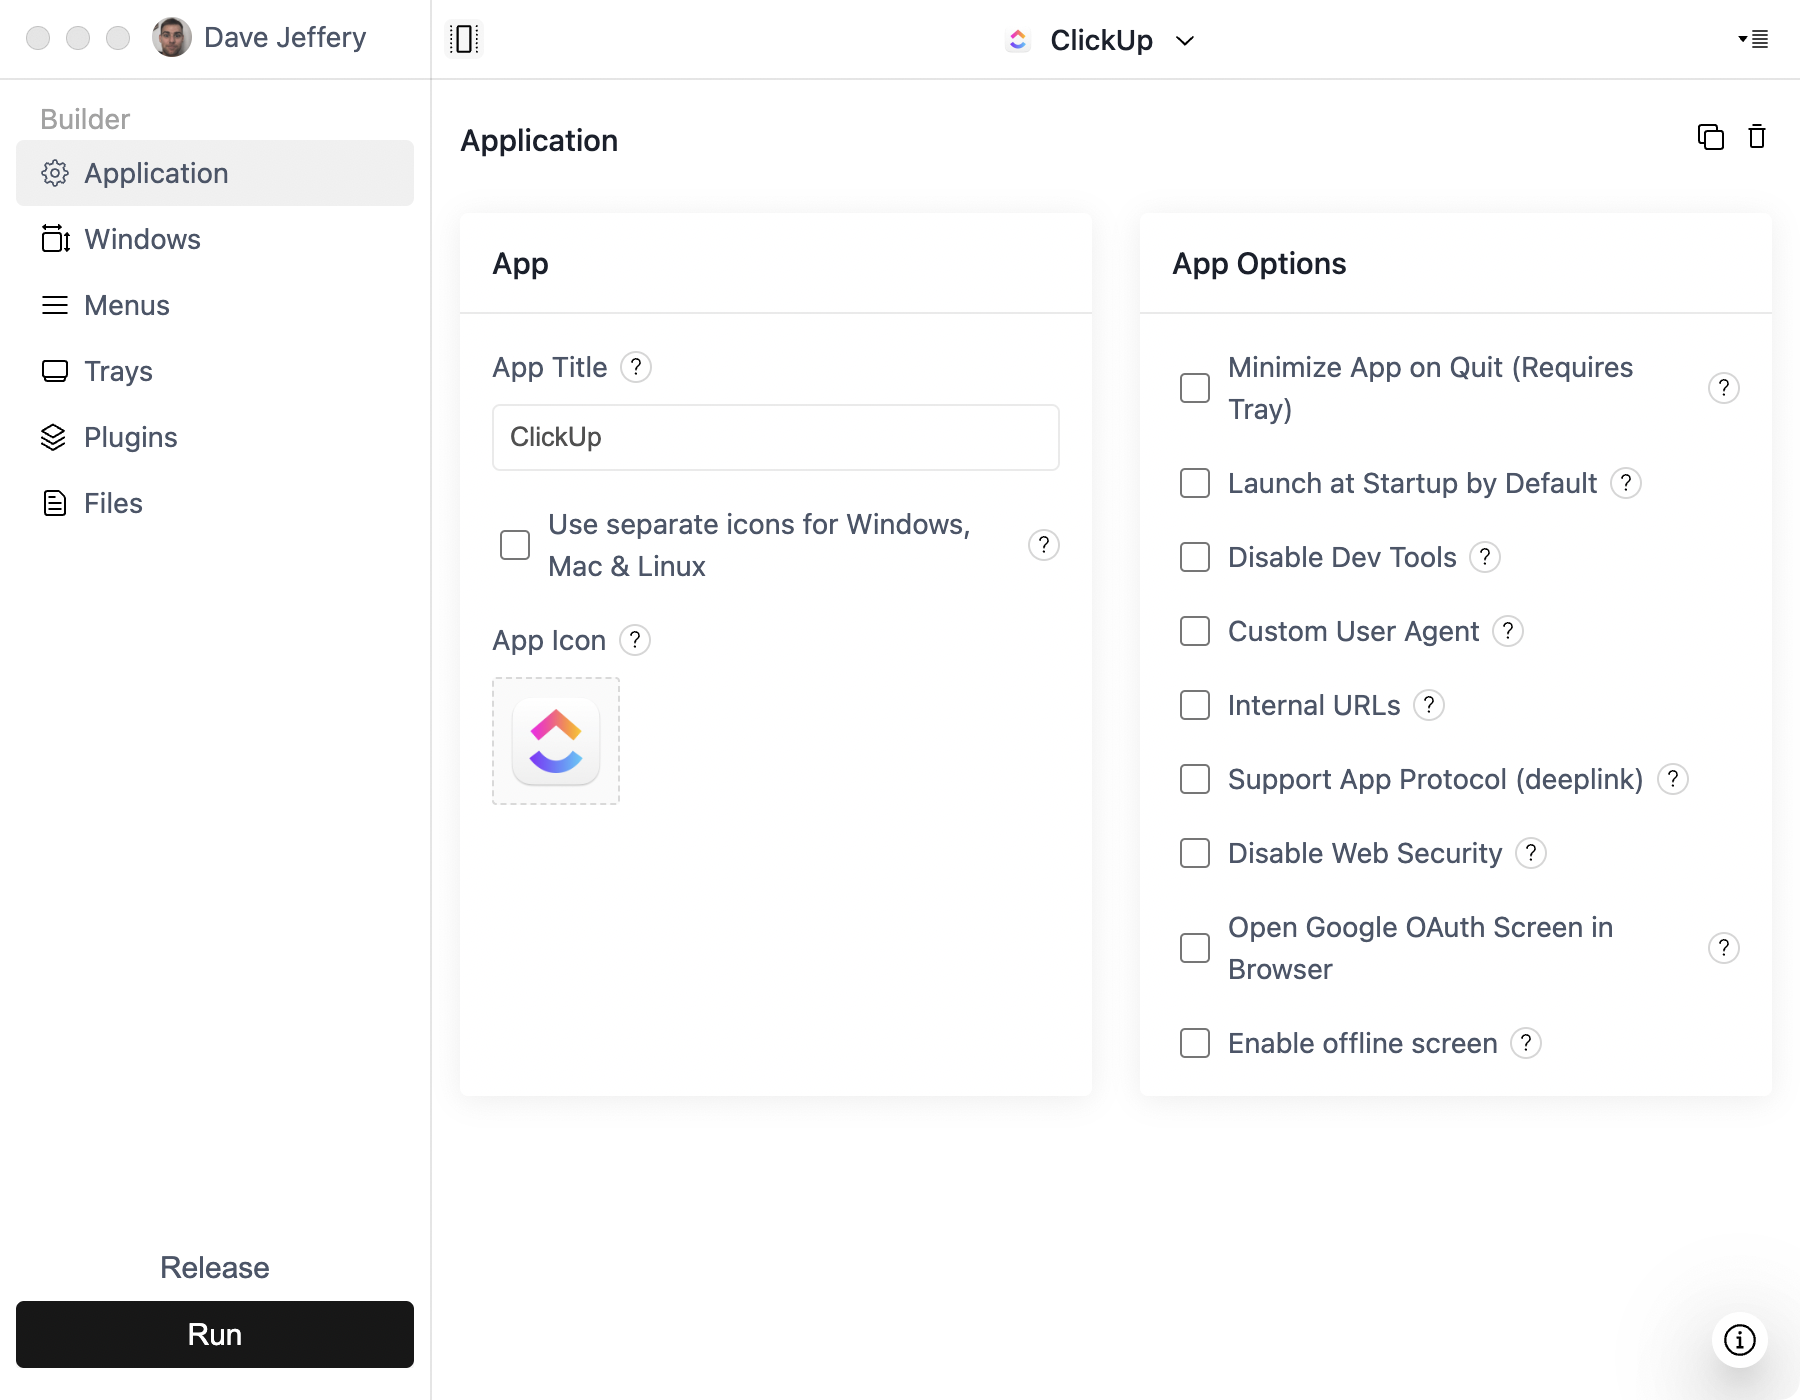 Dave Jeffery
ClickUp
Builder
Application
Windows
Menus
Trays
Plugins
Files
Release
Run
Application
App
App Title ?
ClickUp
Use separate icons for Windows,
Mac & Linux ?
App Icon ?
App Options
Minimize App on Quit (Requires
Tray) ?
Launch at Startup by Default ?
Disable Dev Tools ?
Custom User Agent ?
Internal URLs ?
Support App Protocol (deeplink) ?
Disable Web Security ?
Open Google OAuth Screen in
Browser ?
Enable offline screen ?